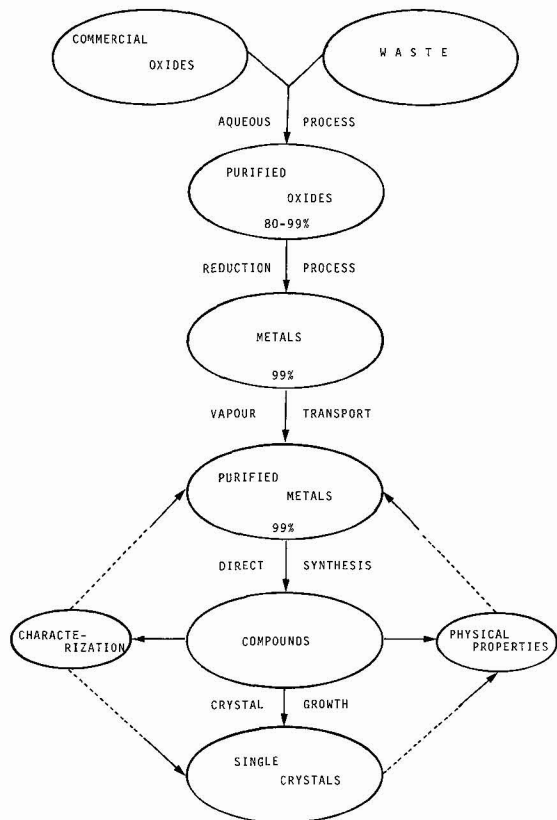 COMMERCIAL
OXIDES
WASTE
AQUEOUS PROCESS
PURIFIED
OXIDES
80-99%
REDUCTION PROCESS
METALS
99%
VAPOUR TRANSPORT
PURIFIED
METALS
99%
DIRECT SYNTHESIS
CHARACTE-
RIZATION
COMPOUNDS
PHYSICAL
PROPERTIES
CRYSTAL GROWTH
SINGLE
CRYSTALS